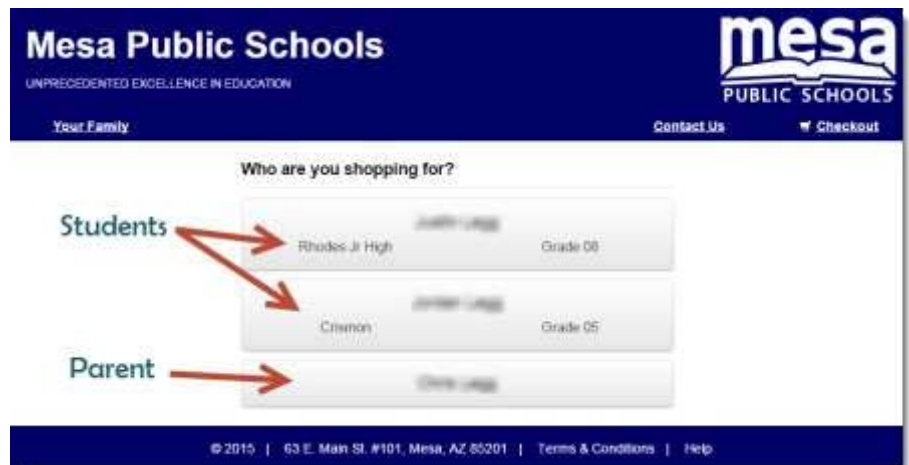 Mesa Public Schools
UNPRECEDENTED EXCELLENCE IN EDUCATION
mesa
PUBLIC SCHOOLS
Your Family Contact Us Checkout
Who are you shopping for?
Students
Rhodes Jr High Grade 08
Crismon Grade 05
Parent
© 2015 | 63 E. Main St. #101, Mesa, AZ 85201 | Terms & Conditions | Help